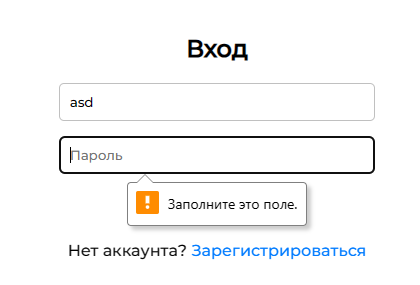 Вход
asd
Пароль
Заполните это поле.
Нет аккаунта? Зарегистрироваться